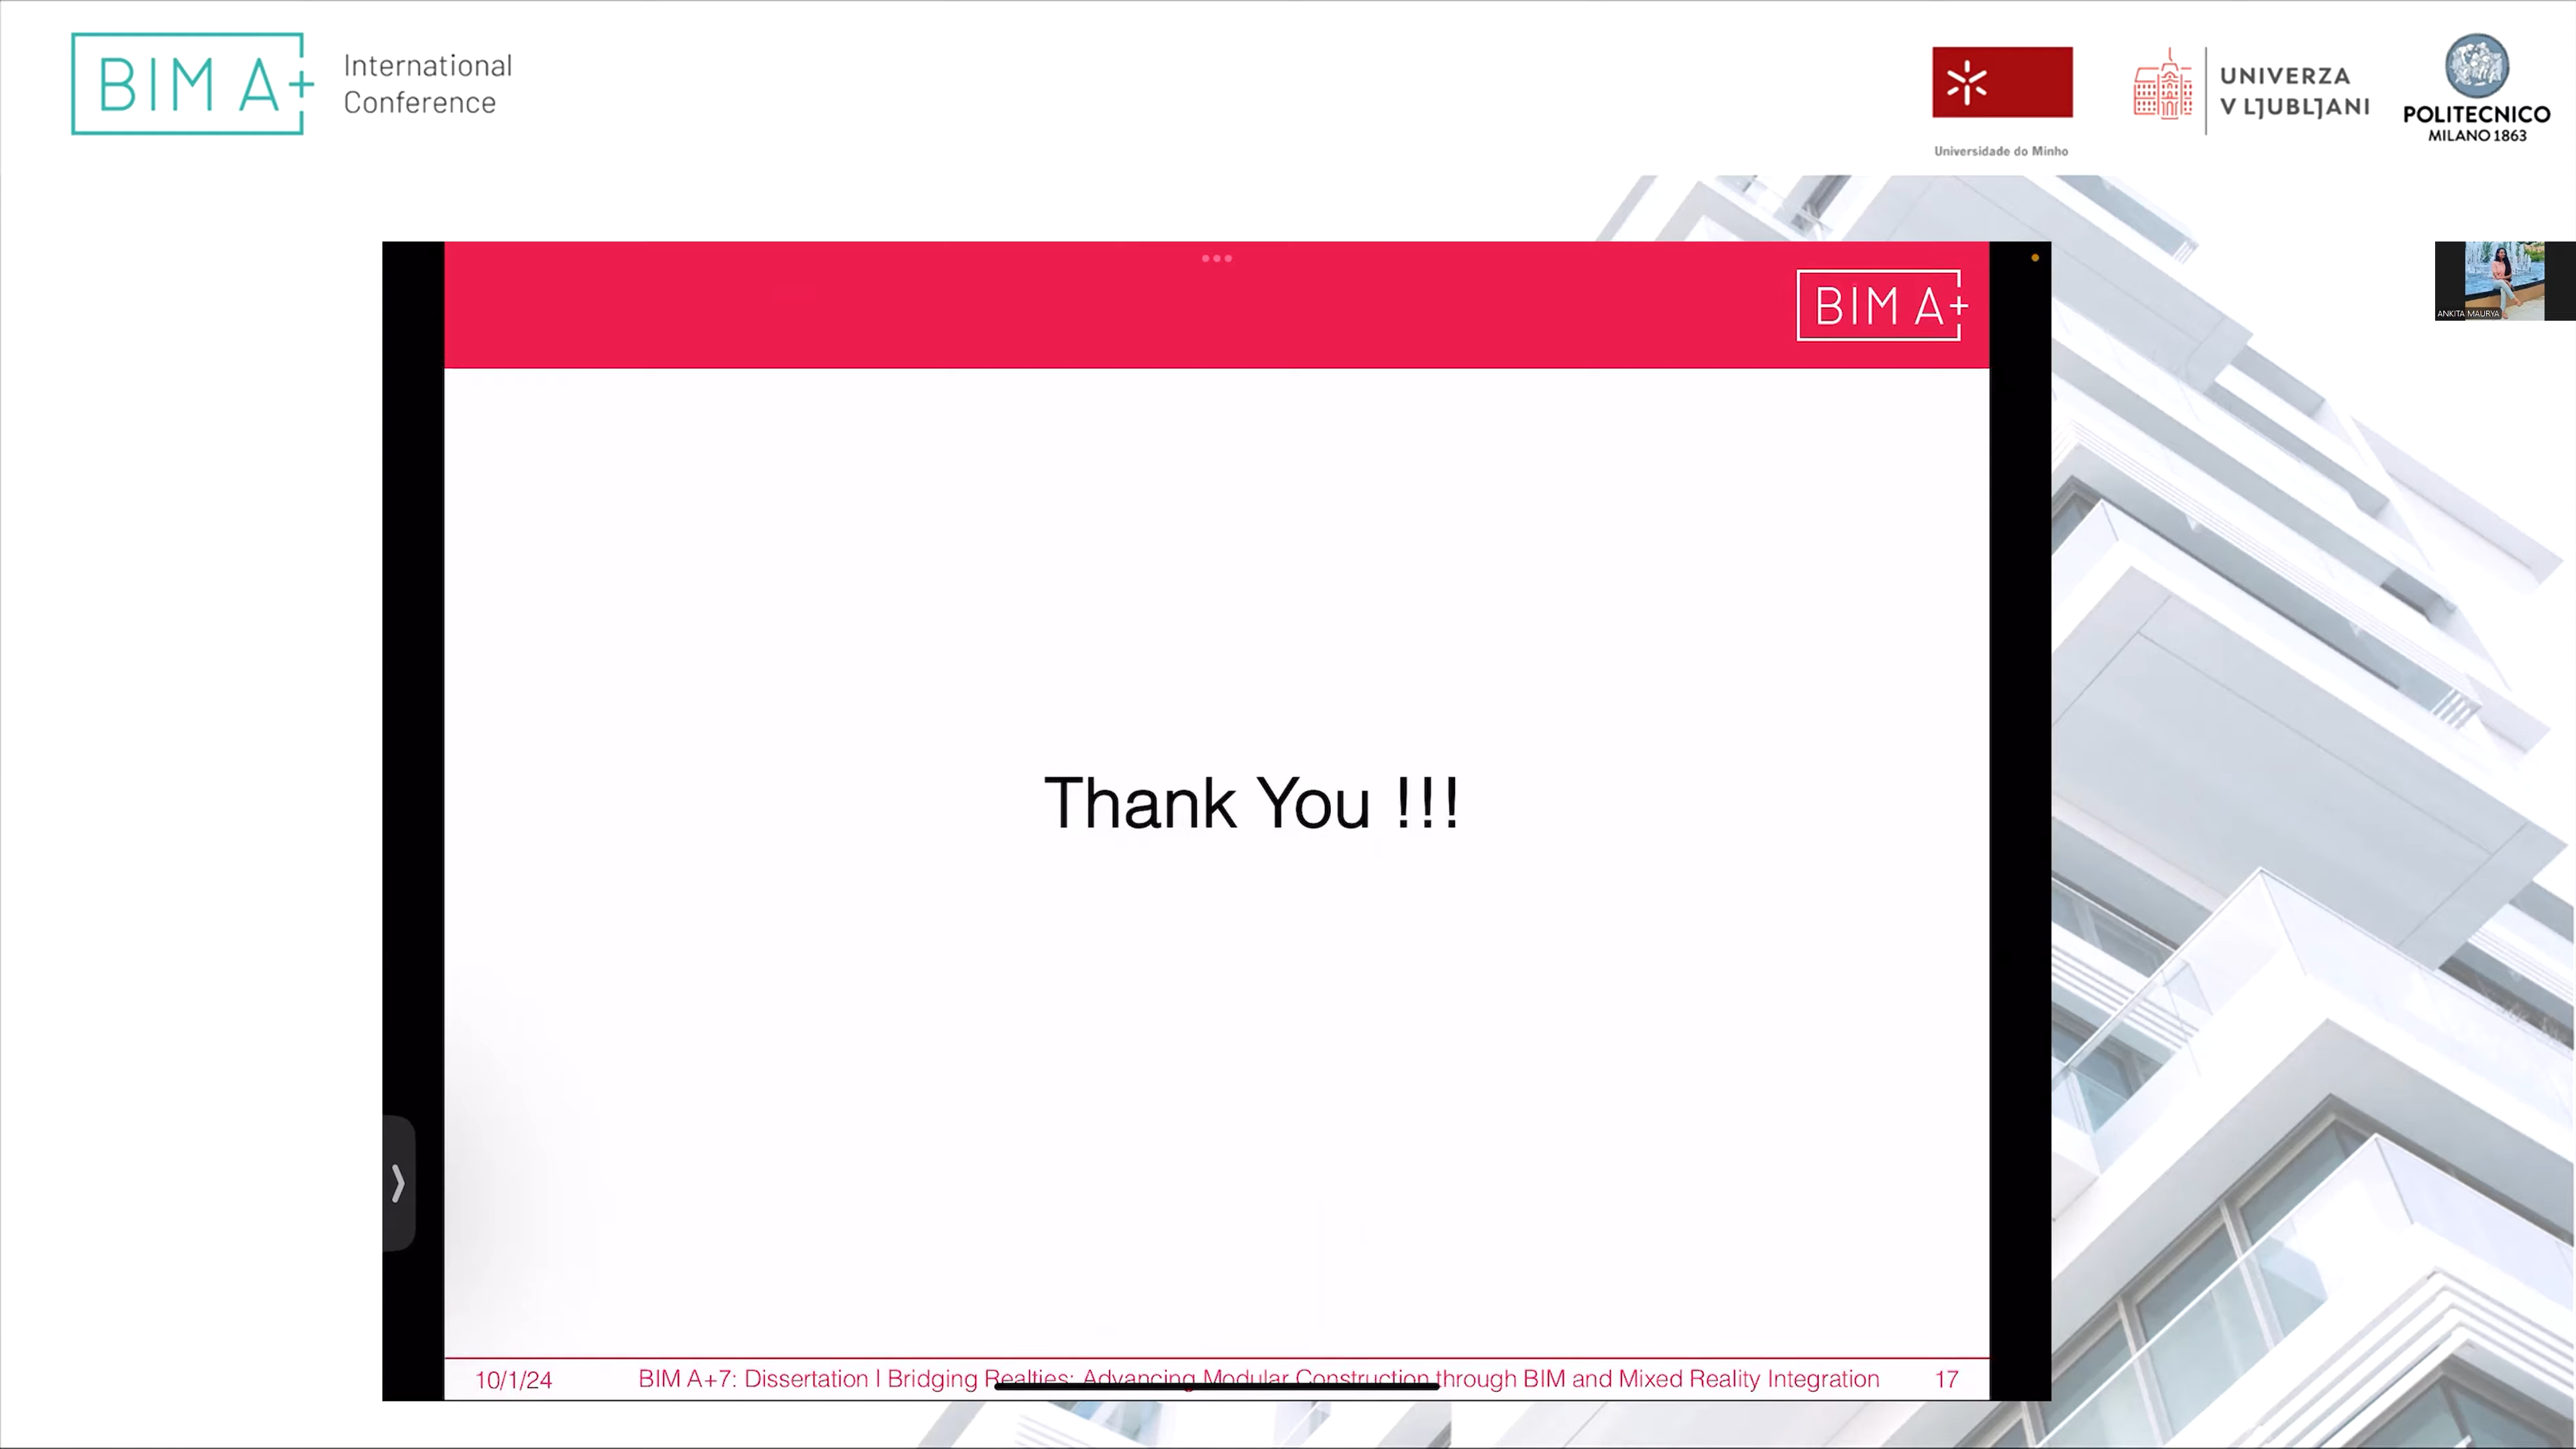 BIM A+
International
Conference
Universidade do Minho
UNIVERZA
V LJUBLJANI
POLITECNICO
MILANO 1863
BIM A+
ANKITA MAURYA
Thank You !!!
10/1/24
BIM A+7: Dissertation | Bridging Realties: Advancing Modular Construction through BIM and Mixed Reality Integration
17